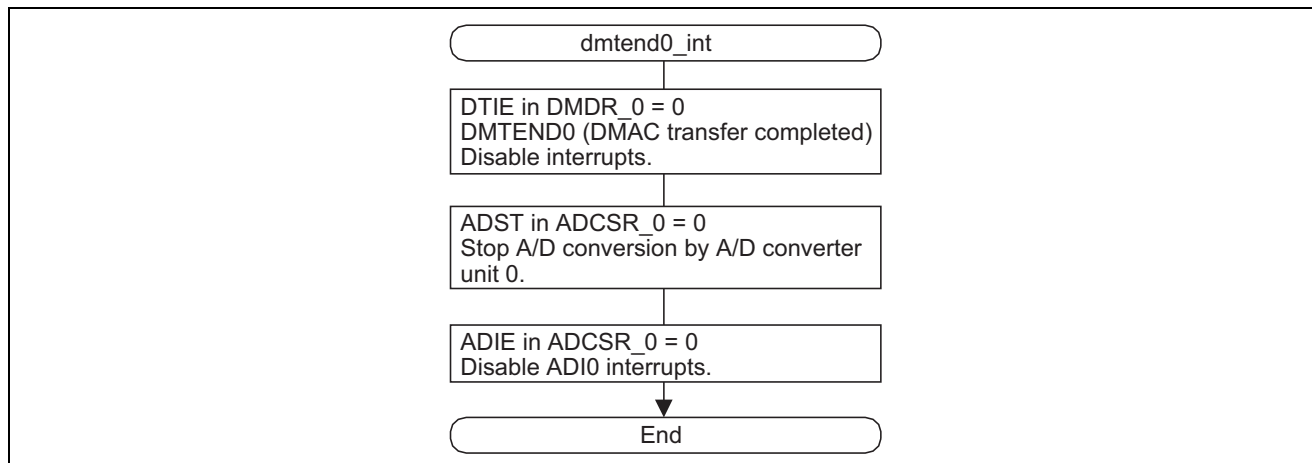 dmtend0_int
DTIE in DMDR_0 = 0
DMTEND0 (DMAC transfer completed)
Disable interrupts.
ADST in ADCSR_0 = 0
Stop A/D conversion by A/D converter
unit 0.
ADIE in ADCSR_0 = 0
Disable ADI0 interrupts.
End